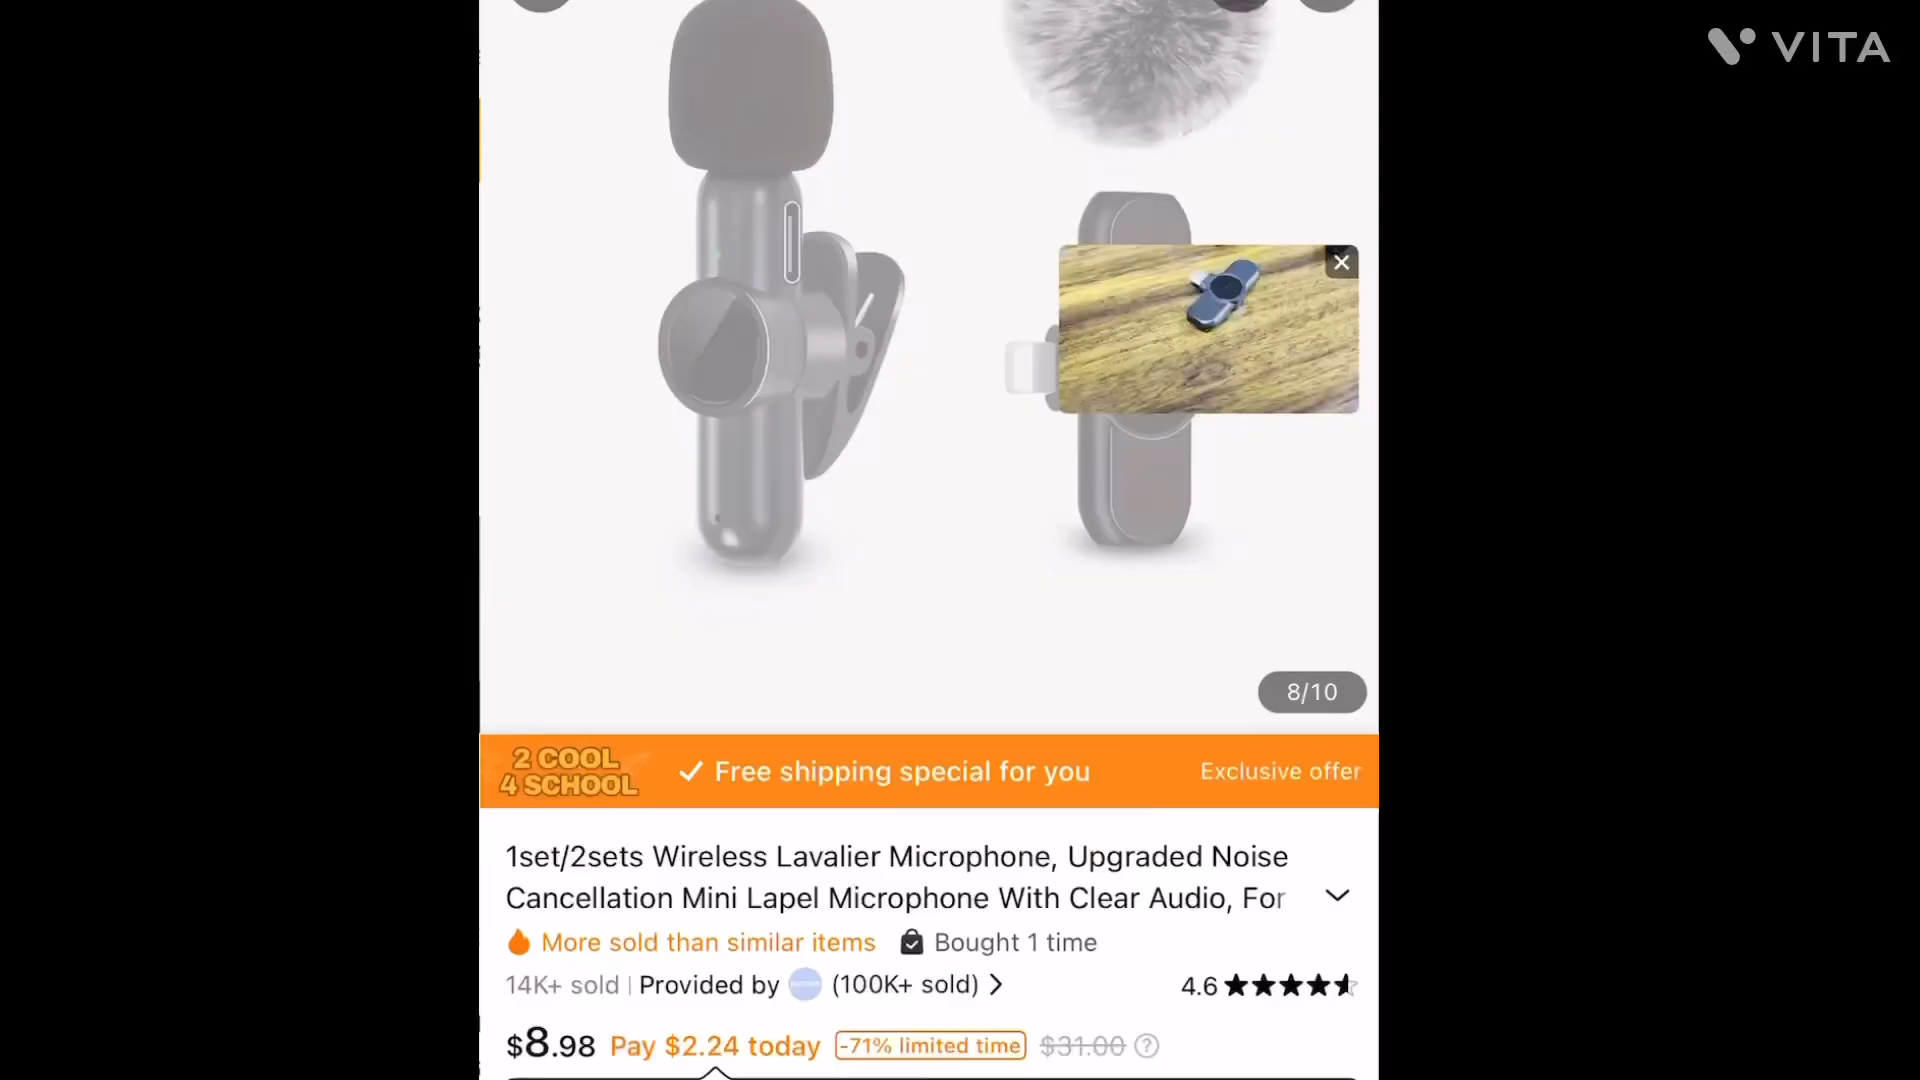 VITA
8/10
2 COOL
4 SCHOOL
Free shipping special for you
Exclusive offer
1set/2sets Wireless Lavalier Microphone, Upgraded Noise
Cancellation Mini Lapel Microphone With Clear Audio, For
More sold than similar items
Bought 1 time
14K+ sold | Provided by (100K+ sold)
4.6
$8.98 Pay $2.24 today -71% limited time $31.00